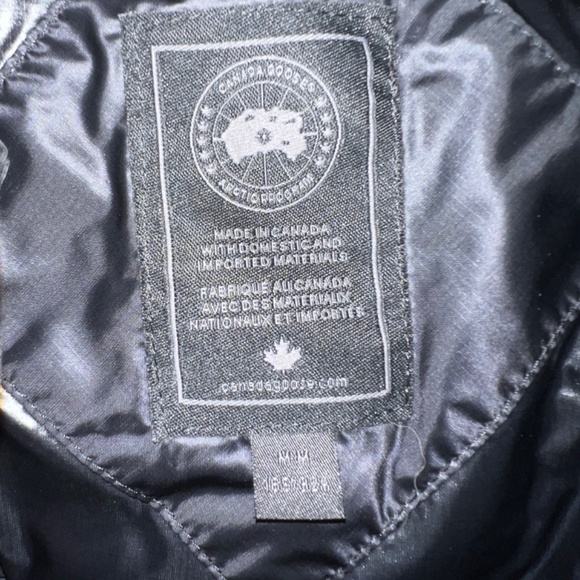 CANADA GOOSE
ARCTIC PROGRAM
MADE IN CANADA
WITH DOMESTIC AND
IMPORTED MATERIALS
FABRIQUÉ AU CANADA
AVEC DES MATÉRIAUX
NATIONAUX ET IMPORTÉS
canadagoose.com
M M